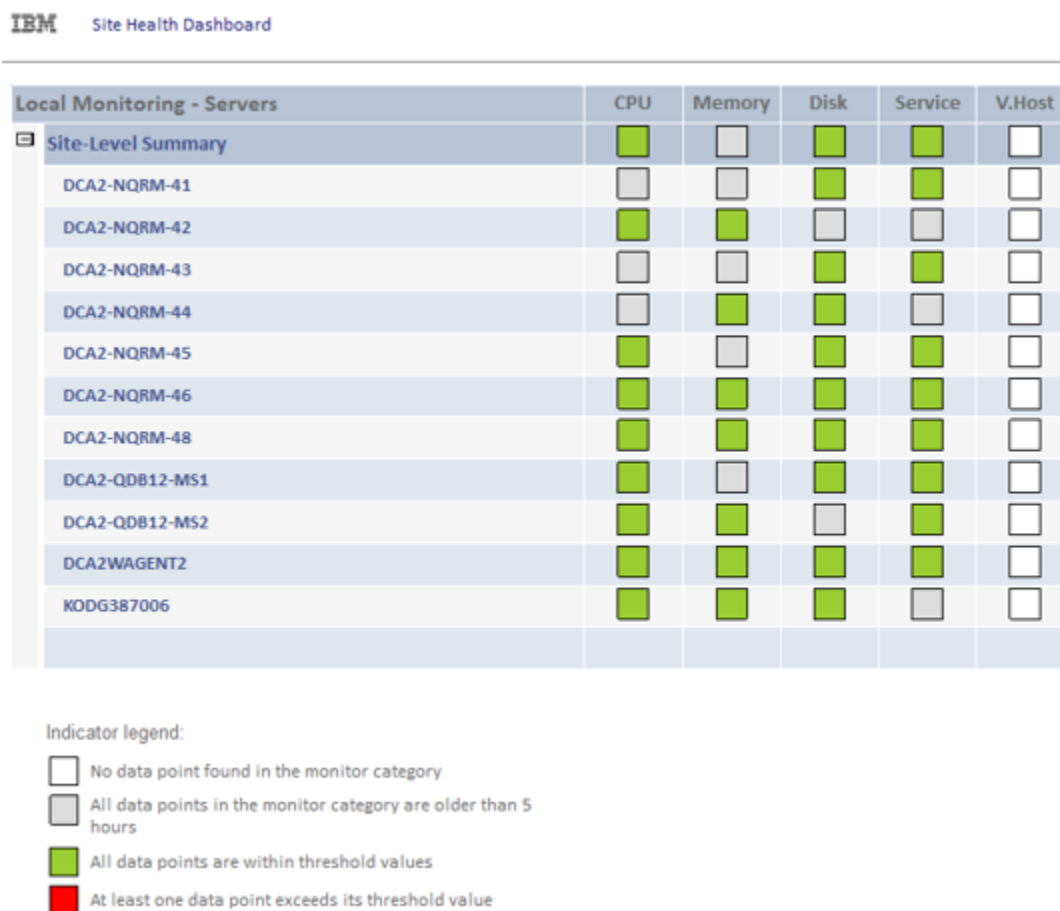 IBM Site Health Dashboard
Local Monitoring - Servers CPU Memory Disk Service V.Host
Site-Level Summary
DCA2-NQRM-41
DCA2-NQRM-42
DCA2-NQRM-43
DCA2-NQRM-44
DCA2-NQRM-45
DCA2-NQRM-46
DCA2-NQRM-48
DCA2-QDB12-MS1
DCA2-QDB12-MS2
DCA2WAGENT2
KODG387006
Indicator legend:
No data point found in the monitor category
All data points in the monitor category are older than 5
hours
All data points are within threshold values
At least one data point exceeds its threshold value